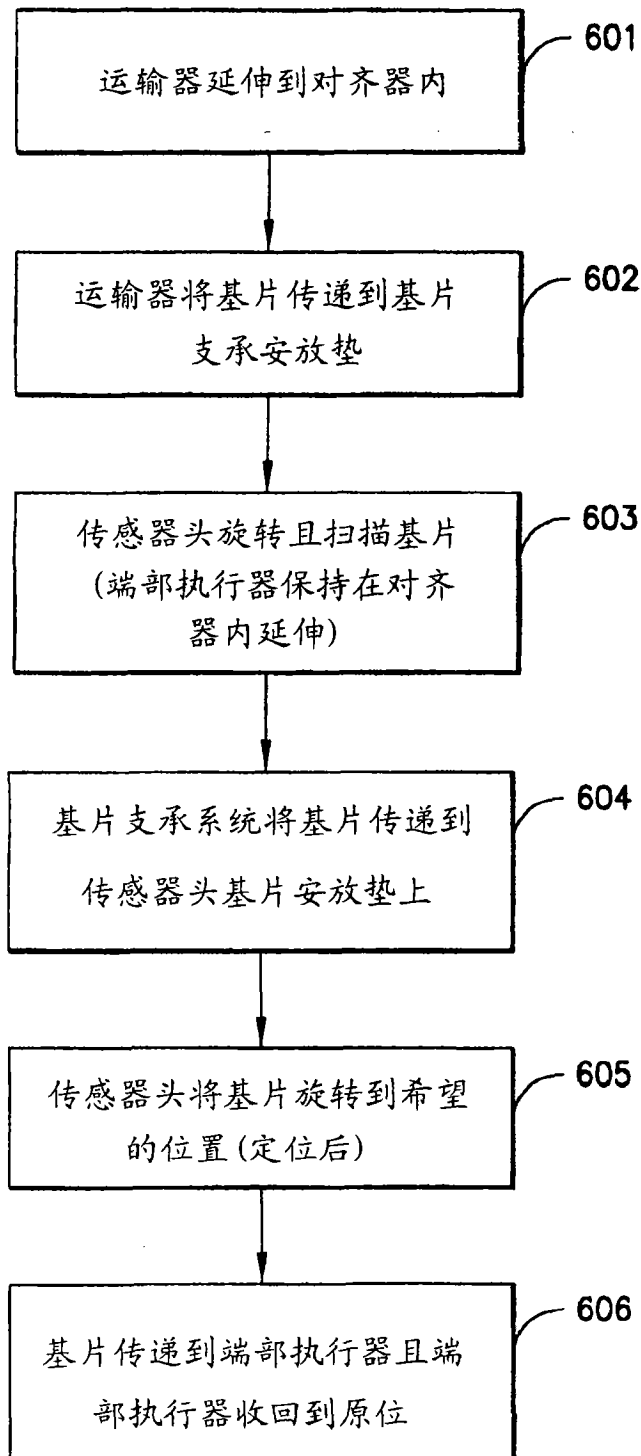 601
运输器延伸到对齐器内
602
运输器将基片传递到基片
支承安放垫
603
传感器头旋转且扫描基片
(端部执行器保持在对齐
器内延伸)
604
基片支承系统将基片传递到
传感器头基片安放垫上
605
传感器头将基片旋转到希望
的位置(定位后)
606
基片传递到端部执行器且端
部执行器收回到原位